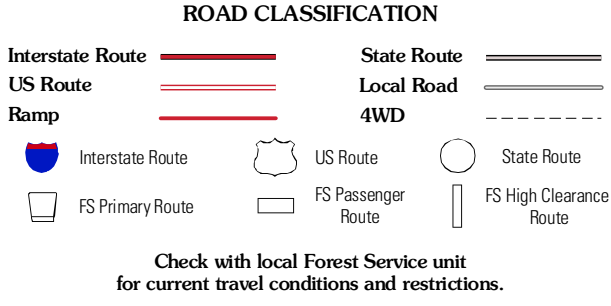 ROAD CLASSIFICATION
Interstate Route
State Route
US Route
Local Road
Ramp
4WD
Interstate Route
US Route
State Route
FS Primary Route
FS Passenger
Route
FS High Clearance
Route
Check with local Forest Service unit
for current travel conditions and restrictions.